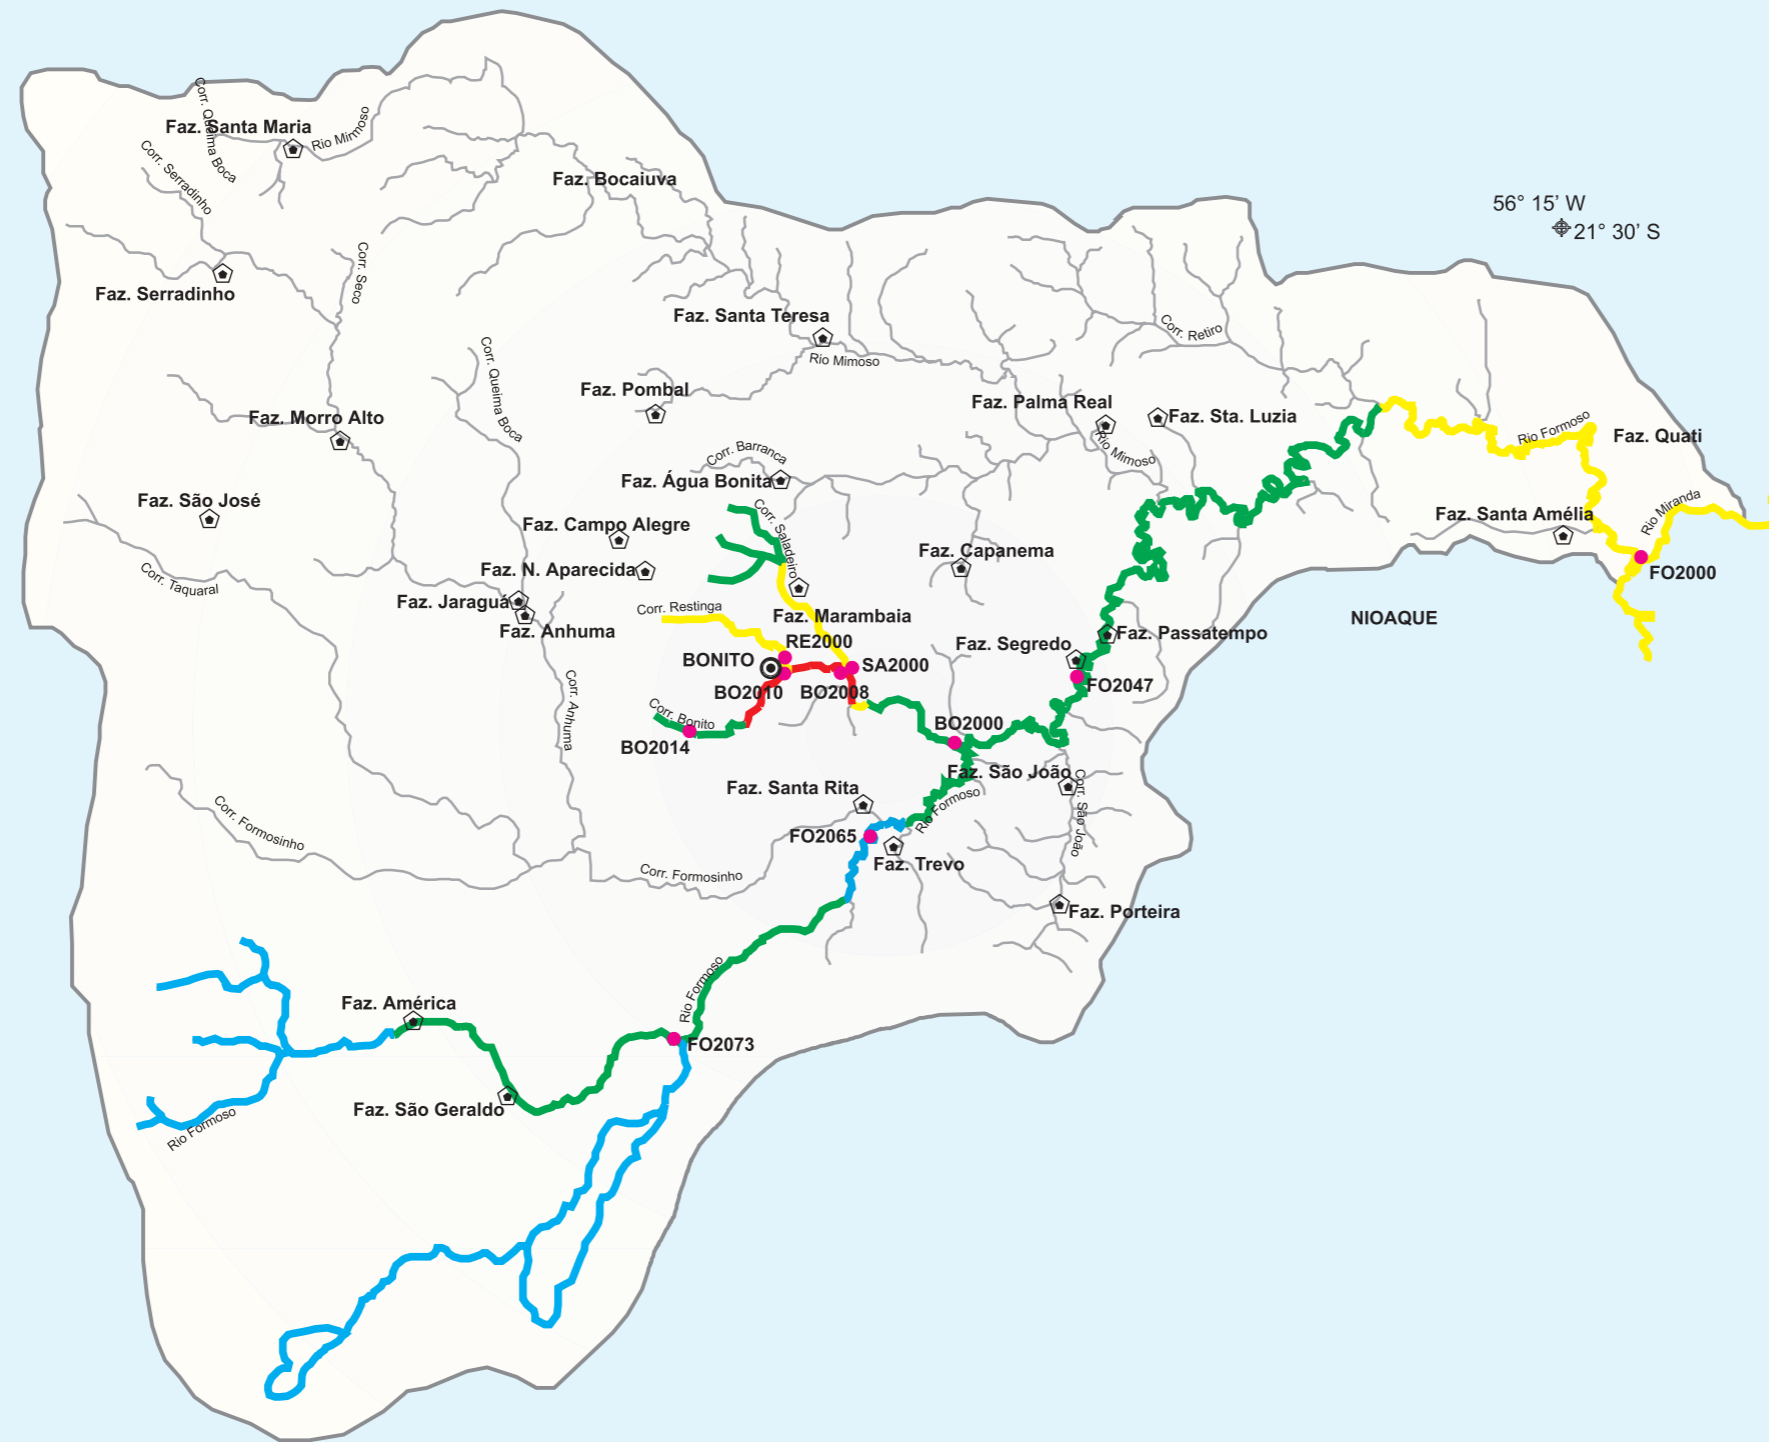 Corr. Queima Boca
Faz. Santa Maria
Rio Mimoso
Corr. Serradinho
Faz. Bocaiuva
56° 15’ W
21° 30’ S
Corr. Seco
Faz. Serradinho
Faz. Santa Teresa
Corr. Retiro
Rio Mimoso
Corr. Queima Boca
Faz. Pombal
Faz. Palma Real
Faz. Sta. Luzia
Faz. Morro Alto
Rio Formoso
Faz. Quati
Corr. Barranca
Rio Mimoso
Faz. Água Bonita
Faz. São José
Corr. Saladeiro
Rio Miranda
Faz. Santa Amélia
Faz. Campo Alegre
Faz. Capanema
Corr. Taquaral
Faz. N. Aparecida
FO2000
Faz. Jaraguá
Corr. Restinga
Faz. Marambaia
NIOAQUE
Faz. Anhuma
Faz. Passatempo
RE2000
Faz. Segredo
BONITO
SA2000
FO2047
BO2010
BO2008
Corr. Anhuma
Corr. Bonito
BO2000
BO2014
Faz. São João
Faz. Santa Rita
Rio Formoso
Corr. São João
Corr. Formosinho
FO2065
Faz. Trevo
Corr. Formosinho
Faz. Porteira
Rio Formoso
Faz. América
FO2073
Faz. São Geraldo
Rio Formoso